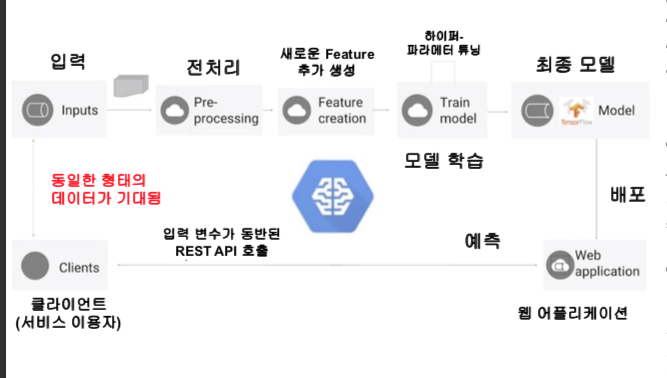 하이퍼-
파라에터 튜닝
입력
전처리
새로운 Feature
추가 생성
최종 모델
Inputs
Pre-
processing
Feature
creation
Train
model
TensorFlow
Model
모델 학습
동일한 형태의
데이터가 기대됨
배포
입력 변수가 동반된
REST API 호출
예측
Clients
Web
application
클라이언트
(서비스 이용자)
웹 어플리케이션